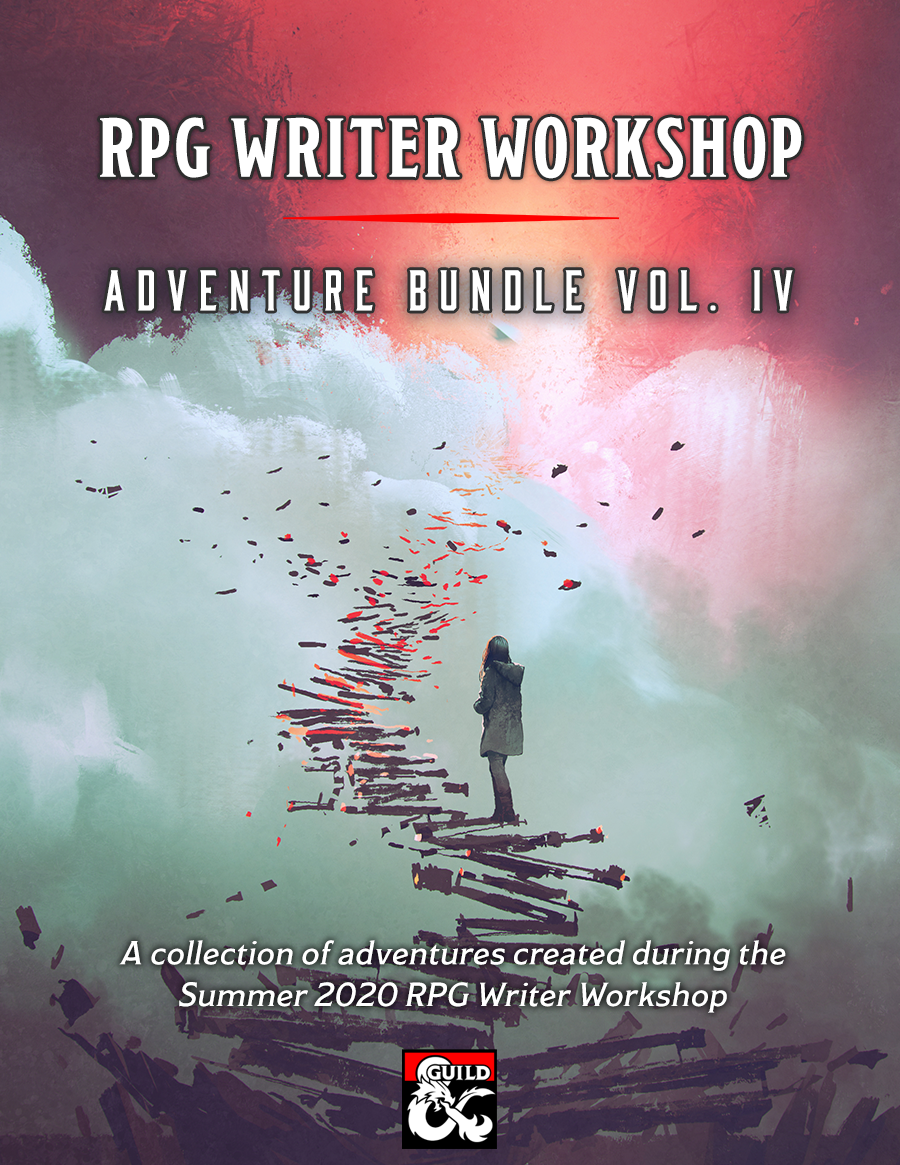 RPG WRITER WORKSHOP
ADVENTURE BUNDLE VOL. IV
A collection of adventures created during the
Summer 2020 RPG Writer Workshop
GUILD